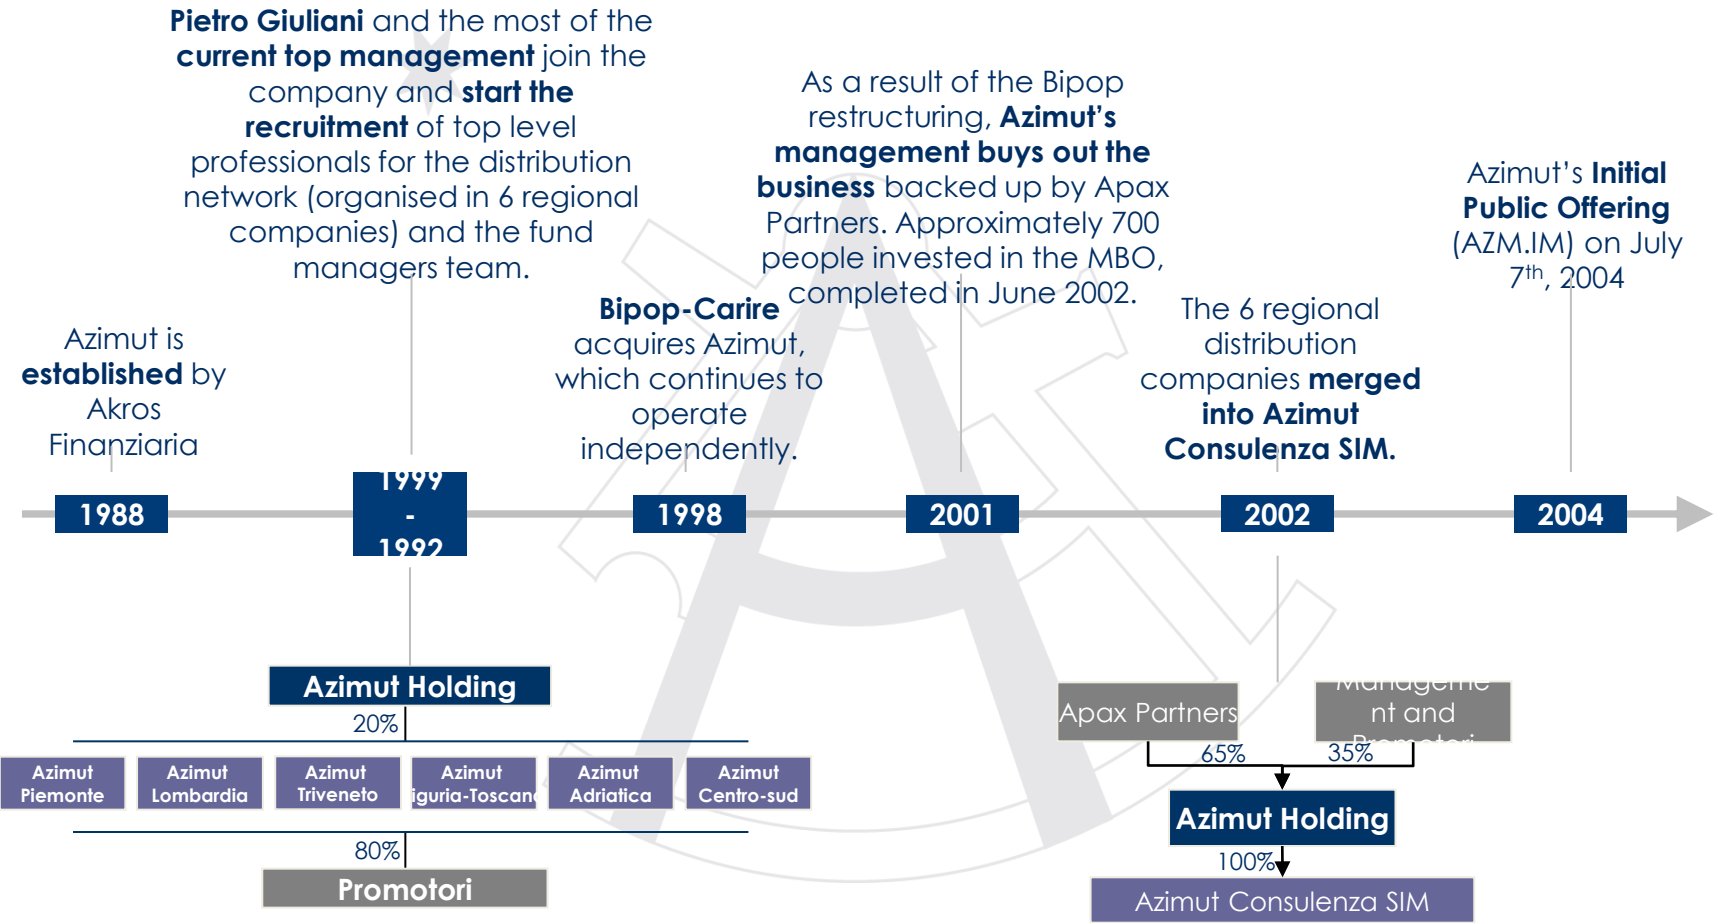 Pietro Giuliani and the most of the
current top management join the
company and start the
recruitment of top level
professionals for the distribution
network (organised in 6 regional
companies) and the fund
managers team.
As a result of the Bipop
restructuring, Azimut's
management buys out the
business backed up by Apax
Partners. Approximately 700
people invested in the MBO,
completed in June 2002.
Azimut's Initial
Public Offering
(AZM.IM) on July
7th, 2004
Azimut is
established by
Akros
Finanziaria
Bipop-Carire
acquires Azimut,
which continues to
operate
independently.
The 6 regional
distribution
companies merged
into Azimut
Consulenza SIM.
1988
1999
-
1992
1998
2001
2002
2004
Azimut Holding
20%
Azimut
Piemonte
Azimut
Lombardia
Azimut
Triveneto
Azimut
iguria-Toscana
Azimut
Adriatica
Azimut
Centro-sud
80%
Promotori
Apax Partners
Manageme
nt and
Promotori
65%
35%
Azimut Holding
100%
Azimut Consulenza SIM